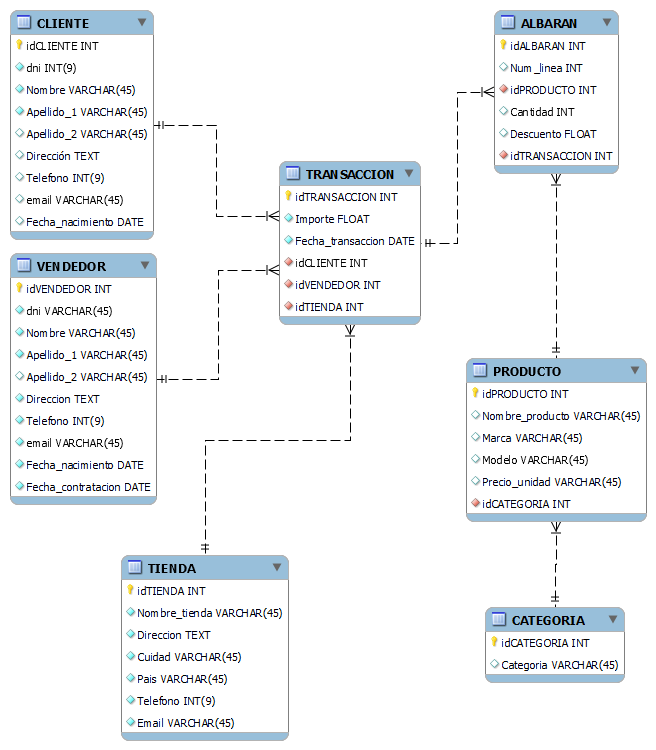 CLIENTE
idCLIENTE INT
dni INT(9)
Nombre VARCHAR(45)
Apellido_1 VARCHAR(45)
Apellido_2 VARCHAR(45)
Dirección TEXT
Telefono INT(9)
email VARCHAR(45)
Fecha_nacimiento DATE
VENDEDOR
idVENDEDOR INT
dni VARCHAR(45)
Nombre VARCHAR(45)
Apellido_1 VARCHAR(45)
Apellido_2 VARCHAR(45)
Direccion TEXT
Telefono INT(9)
email VARCHAR(45)
Fecha_nacimiento DATE
Fecha_contratacion DATE
TIENDA
idTIENDA INT
Nombre_tienda VARCHAR(45)
Direccion TEXT
Cuidad VARCHAR(45)
Pais VARCHAR(45)
Telefono INT(9)
Email VARCHAR(45)
TRANSACCION
idTRANSACCION INT
Importe FLOAT
Fecha_transaccion DATE
idCLIENTE INT
idVENDEDOR INT
idTIENDA INT
ALBARAN
idALBARAN INT
Num_linea INT
idPRODUCTO INT
Cantidad INT
Descuento FLOAT
idTRANSACCION INT
PRODUCTO
idPRODUCTO INT
Nombre_producto VARCHAR(45)
Marca VARCHAR(45)
Modelo VARCHAR(45)
Precio_unidad VARCHAR(45)
idCATEGORIA INT
CATEGORIA
idCATEGORIA INT
Categoria VARCHAR(45)